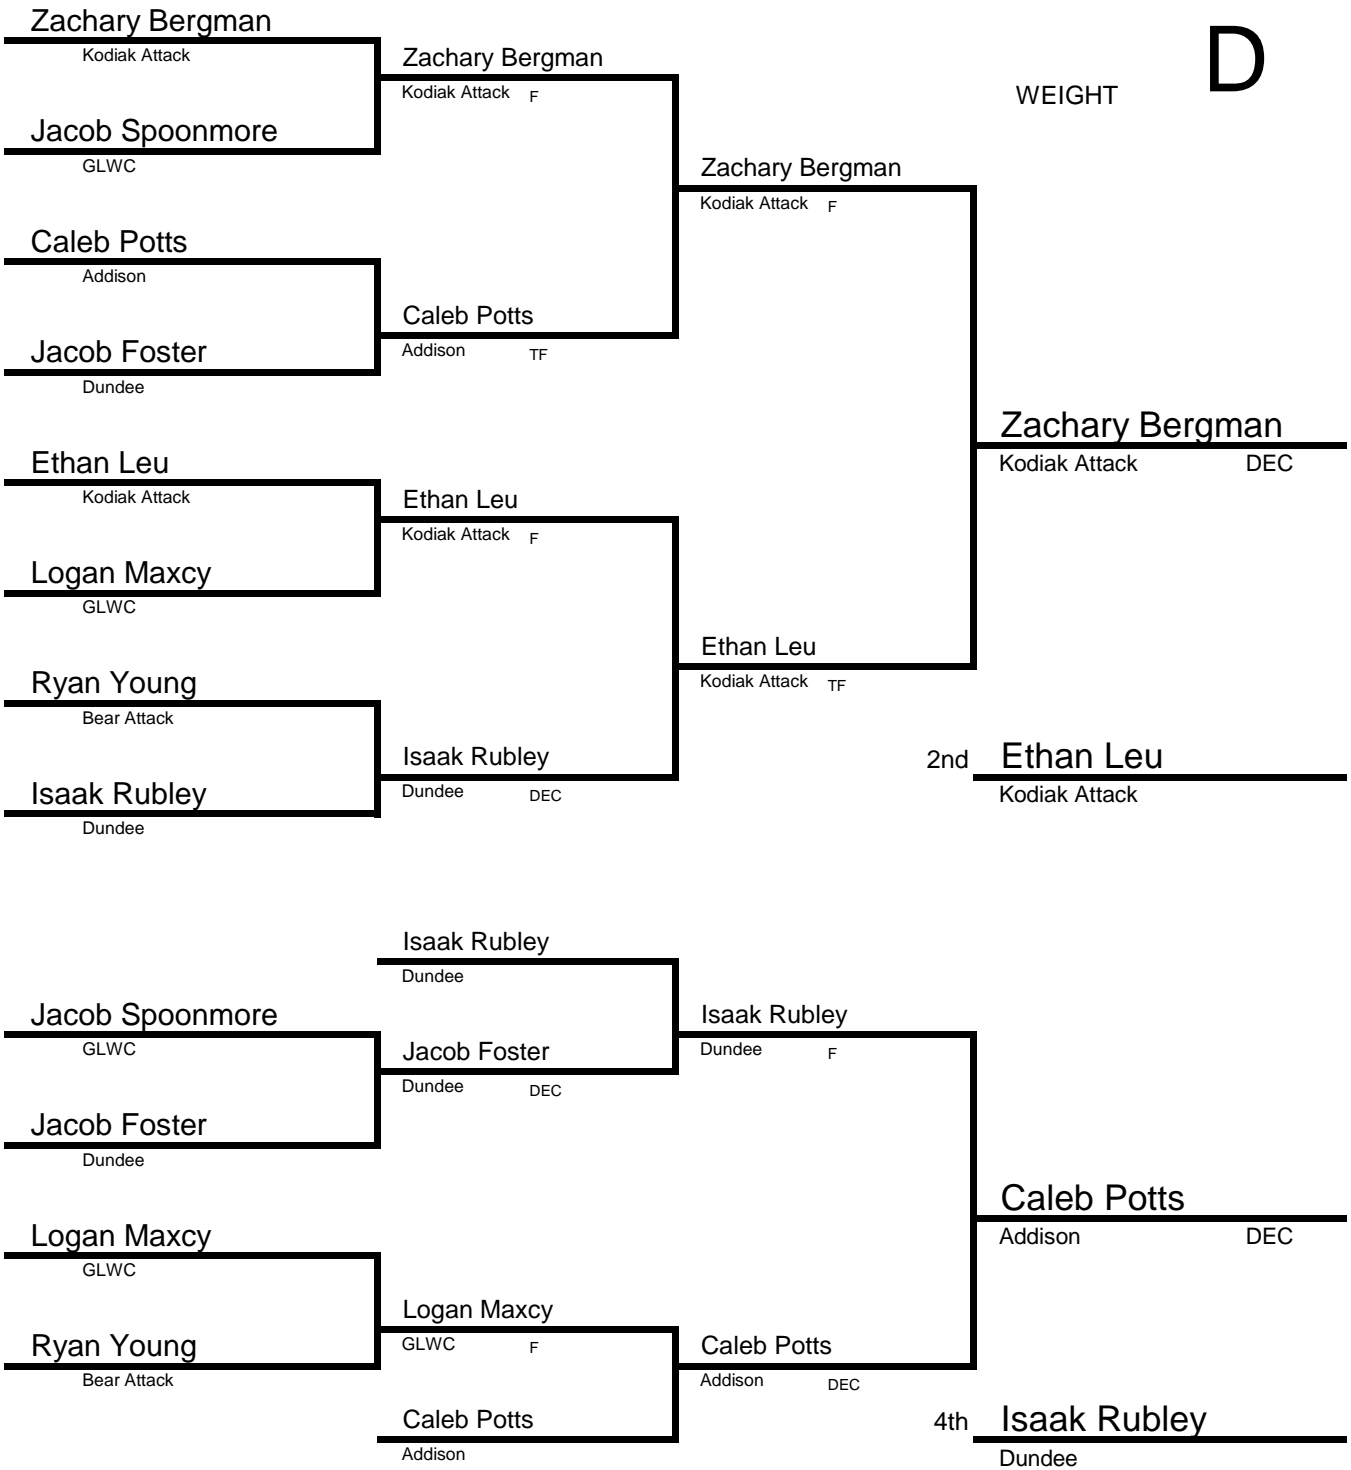 Zachary Bergman
Kodiak Attack
Zachary Bergman
Kodiak Attack F
D
WEIGHT
Jacob Spoonmore
GLWC
Zachary Bergman
Kodiak Attack F
Caleb Potts
Addison
Caleb Potts
Addison TF
Jacob Foster
Dundee
Zachary Bergman
Kodiak Attack DEC
Ethan Leu
Kodiak Attack
Ethan Leu
Kodiak Attack F
Logan Maxcy
GLWC
Ethan Leu
Kodiak Attack TF
Ryan Young
Bear Attack
Isaak Rubley
Dundee DEC
2nd Ethan Leu
Kodiak Attack
Isaak Rubley
Dundee
Isaak Rubley
Dundee
Jacob Spoonmore
GLWC
Isaak Rubley
Dundee F
Jacob Foster
Dundee DEC
Jacob Foster
Dundee
Caleb Potts
Addison DEC
Logan Maxcy
GLWC
Logan Maxcy
GLWC F
Ryan Young
Bear Attack
Caleb Potts
Addison DEC
Caleb Potts
Addison
4th Isaak Rubley
Dundee